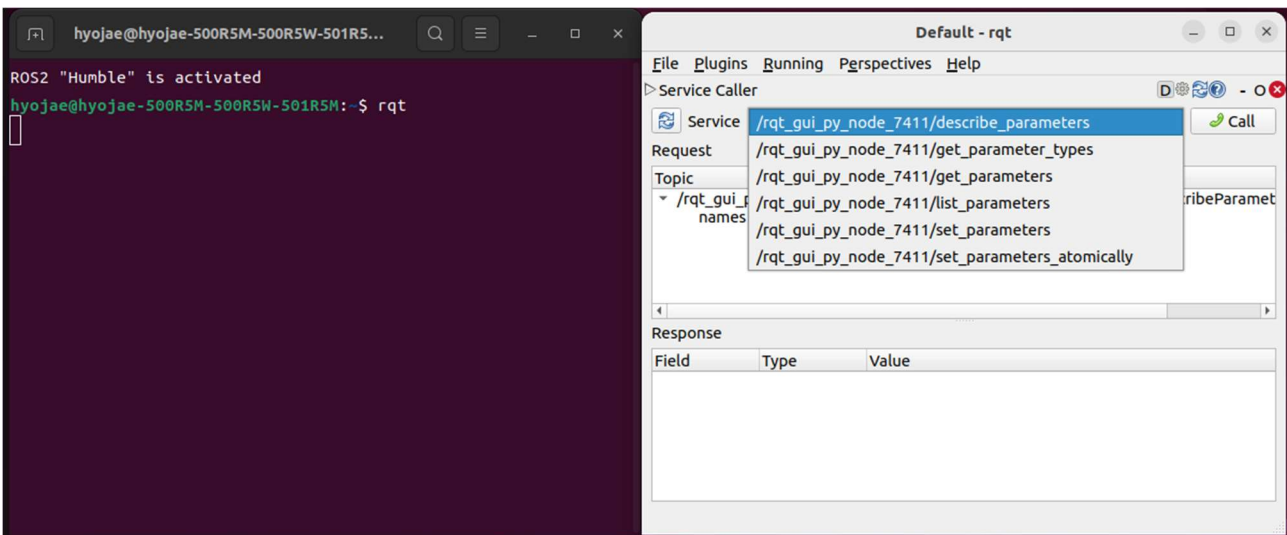 hyojae@hyojae-500R5M-500R5W-501R5...
ROS2 "Humble" is activated
hyojae@hyojae-500R5M-500R5W-501R5M:~$ rqt
Default - rqt
File Plugins Running Perspectives Help
Service Caller
D - O
Service /rqt_gui_py_node_7411/describe_parameters Call
/rqt_gui_py_node_7411/get_parameter_types
Request
/rqt_gui_py_node_7411/get_parameters
Topic
/rqt_gui_p /rqt_gui_py_node_7411/list_parameters cribeParamet
names /rqt_gui_py_node_7411/set_parameters
/rqt_gui_py_node_7411/set_parameters_atomically
Response
Field Type Value